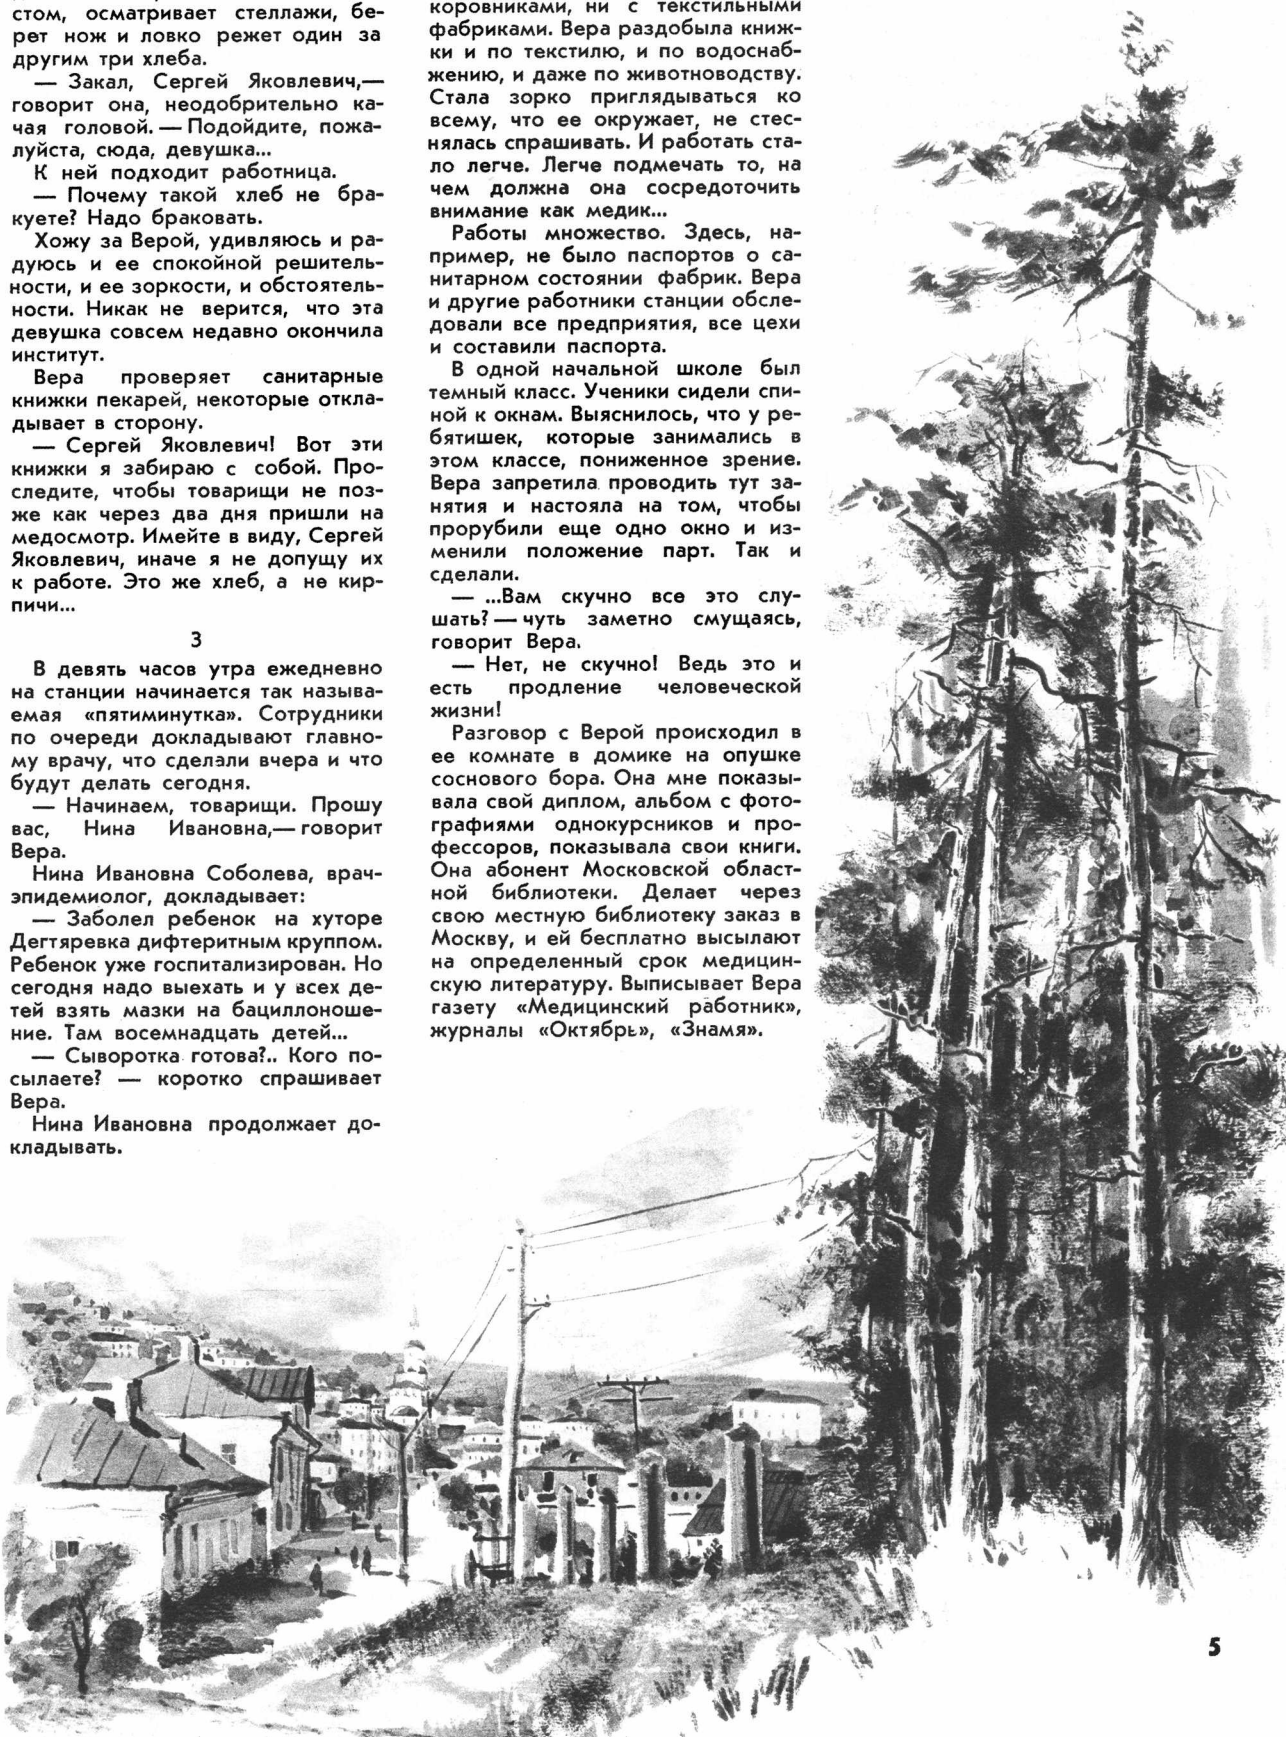 стом, осматривает стеллажи, бе-
рет нож и ловко режет один за
другим три хлеба.
— Закал, Сергей Яковлевич,—
говорит она, неодобрительно ка-
чая головой. — Подойдите, пожа-
луйста, сюда, девушка...
К ней подходит работница.
— Почему такой хлеб не бра-
куете? Надо браковать.
Хожу за Верой, удивляюсь и ра-
дуюсь и ее спокойной решитель-
ности, и ее зоркости, и обстоятель-
ности. Никак не верится, что эта
девушка совсем недавно окончила
институт.
Вера проверяет санитарные
книжки пекарей, некоторые откла-
дывает в сторону.
— Сергей Яковлевич! Вот эти
книжки я забираю с собой. Про-
следите, чтобы товарищи не поз-
же как через два дня пришли на
медосмотр. Имейте в виду, Сергей
Яковлевич, иначе я не допущу их
к работе. Это же хлеб, а не кир-
пичи...
3
В девять часов утра ежедневно
на станции начинается так называ-
емая «пятиминутка». Сотрудники
по очереди докладывают главно-
му врачу, что сделали вчера и что
будут делать сегодня.
— Начинаем, товарищи. Прошу
вас, Нина Ивановна,— говорит
Вера.
Нина Ивановна Соболева, врач-
эпидемиолог, докладывает:
— Заболел ребенок на хуторе
Дегтяревка дифтеритным круппом.
Ребенок уже госпитализирован. Но
сегодня надо выехать и у всех де-
тей взять мазки на бациллоноше-
ние. Там восемнадцать детей...
— Сыворотка готова?.. Кого по-
сылаете? — коротко спрашивает
Вера.
Нина Ивановна продолжает до-
кладывать.
коровниками, ни с текстильными
фабриками. Вера раздобыла книж-
ки и по текстилю, и по водоснаб-
жению, и даже по животноводству.
Стала зорко приглядываться ко
всему, что ее окружает, не стес-
нялась спрашивать. И работать ста-
ло легче. Легче подмечать то, на
чем должна она сосредоточить
внимание как медик...
Работы множество. Здесь, на-
пример, не было паспортов о са-
нитарном состоянии фабрик. Вера
и другие работники станции обсле-
довали все предприятия, все цехи
и составили паспорта.
В одной начальной школе был
темный класс. Ученики сидели спи-
ной к окнам. Выяснилось, что у ре-
бятишек, которые занимались в
этом классе, пониженное зрение.
Вера запретила проводить тут за-
нятия и настояла на том, чтобы
прорубили еще одно окно и из-
менили положение парт. Так и
сделали.
— ...Вам скучно все это слу-
шать? — чуть заметно смущаясь,
говорит Вера.
— Нет, не скучно! Ведь это и
есть продление человеческой
жизни!
Разговор с Верой происходил в
ее комнате в домике на опушке
соснового бора. Она мне показы-
вала свой диплом, альбом с фото-
графиями однокурсников и про-
фессоров, показывала свои книги.
Она абонент Московской област-
ной библиотеки. Делает через
свою местную библиотеку заказ в
Москву, и ей бесплатно высылают
на определенный срок медицин-
скую литературу. Выписывает Вера
газету «Медицинский работник»,
журналы «Октябрь», «Знамя».
5